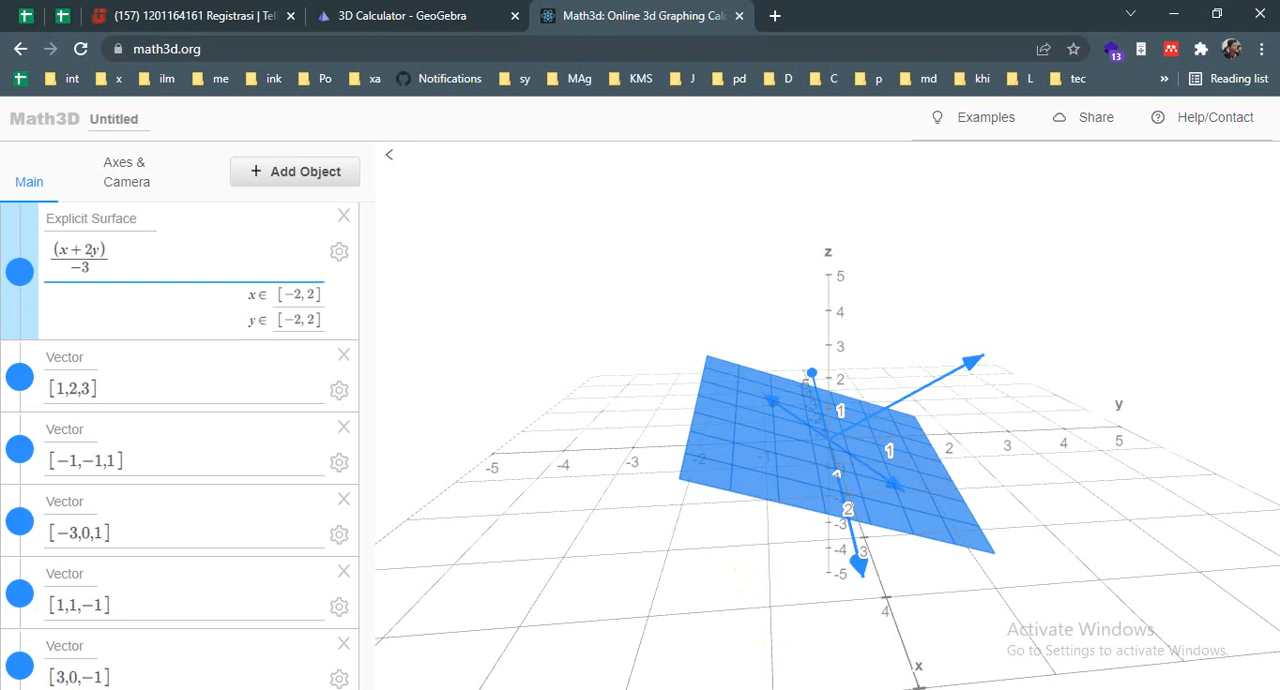 (157) 1201164161 Registrasi | Tel
3D Calculator - GeoGebra
Math3d: Online 3d Graphing Calc
math3d.org
13
int x ilm me ink Po xa Notifications sy MAg KMS J pd D C p md khi L tec » Reading list
Math3D Untitled
Examples Share Help/Contact
Main
Axes & Camera
+ Add Object
Explicit Surface
(x + 2y)
−3
x ∈ [−2, 2]
y ∈ [−2, 2]
Vector
[1,2,3]
Vector
[−1,−1,1]
Vector
[−3,0,1]
Vector
[1,1,−1]
Vector
[3,0,−1]
z
5
4
3
2
1
-3
-4
-5
y
-5 -4 -3 -2 -1 1 2 3 4 5
x
1
2
3
4
Activate Windows
Go to Settings to activate Windows.